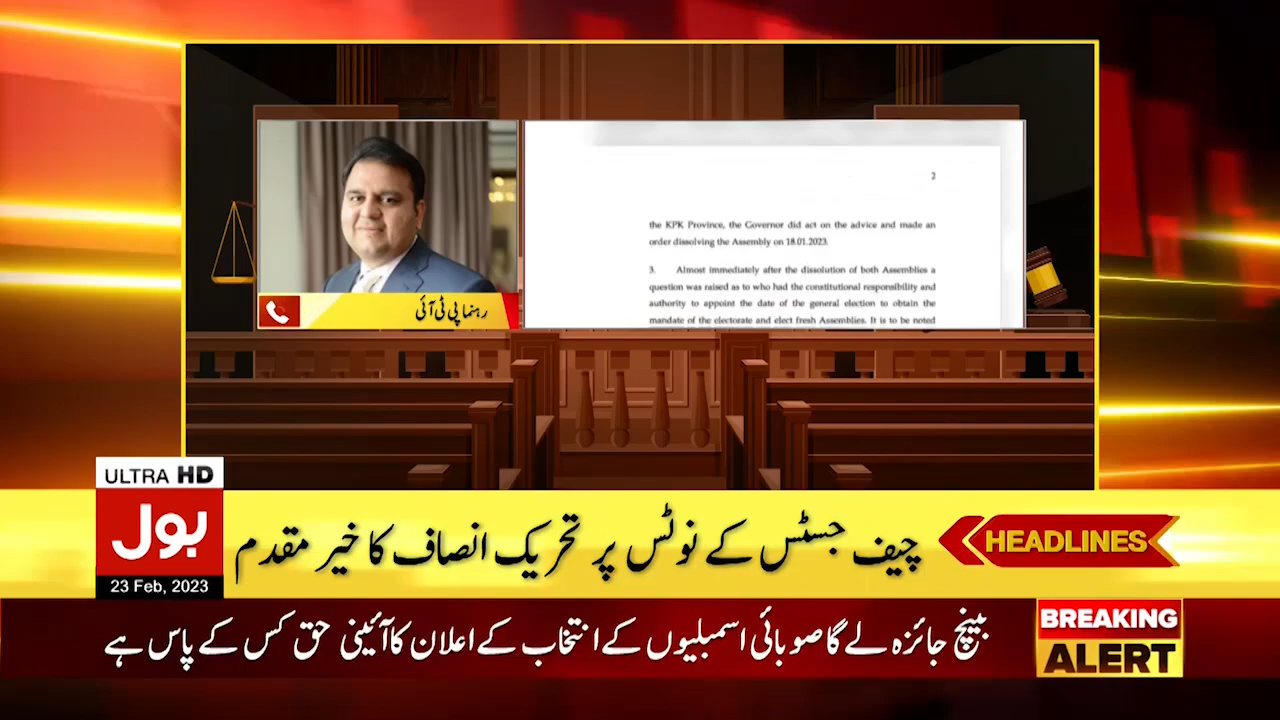 2
the KPK Province, the Governor did act on the advice and made an
order dissolving the Assembly on 18.01.2023.
3. Almost immediately after the dissolution of both Assemblies a
question was raised as to who had the constitutional responsibility and
authority to appoint the date of the general election to obtain the
mandate of the electorate and elect fresh Assemblies. It is to be noted
رہنما پی ٹی آئی
ULTRA HD
بول
23 Feb, 2023
چیف جسٹس کے نوٹس پر تحریک انصاف کا خیر مقدم
HEADLINES
بینچ جائزہ لے گا صوبائی اسمبلیوں کے انتخاب کے اعلان کا آئینی حق کس کے پاس ہے
BREAKING
ALERT